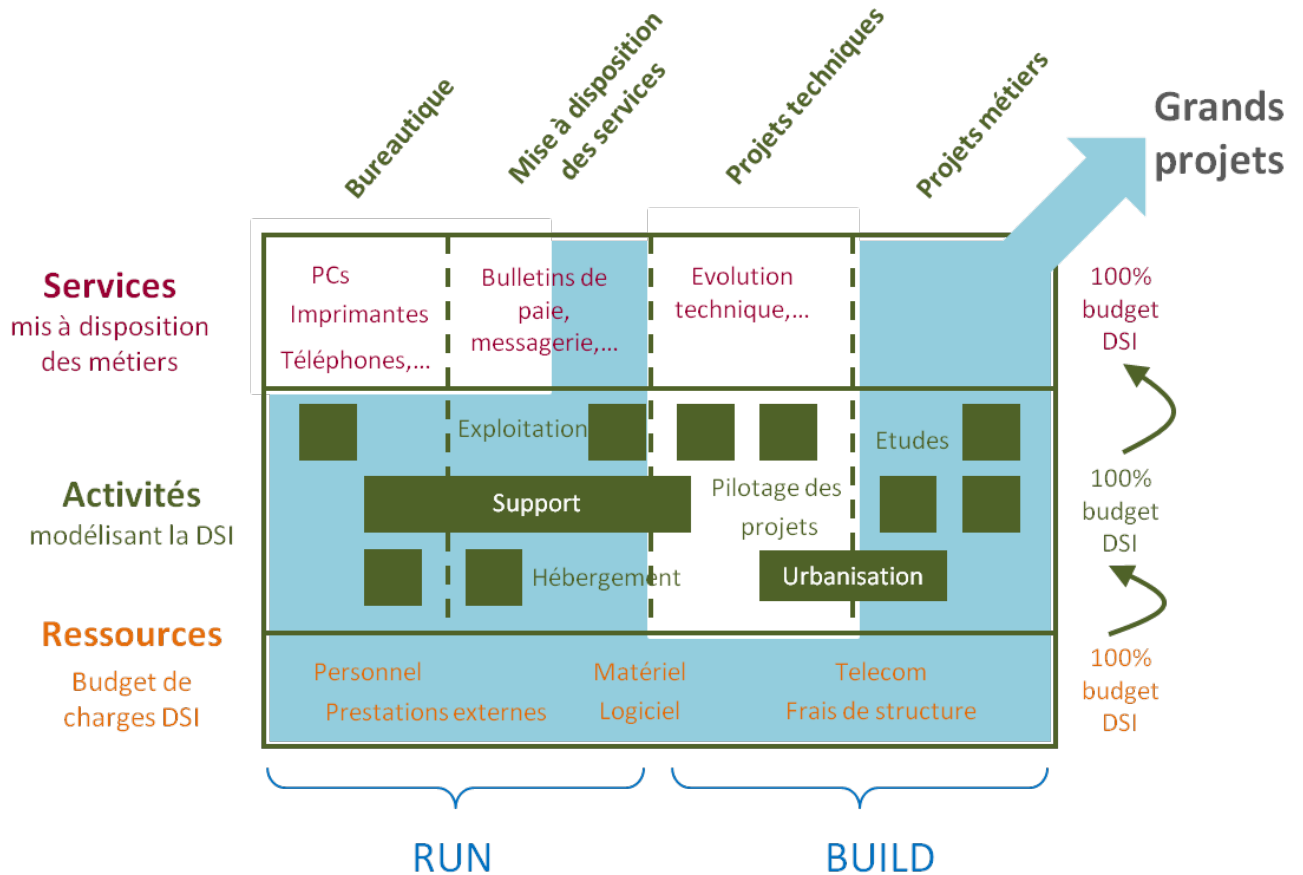 Bureautique
Mise à disposition
des services
Projets techniques
Projets métiers
Grands
projets
Services
mis à disposition
des métiers
PCs
Imprimantes
Téléphones,...
Bulletins de
paie,
messagerie,...
Evolution
technique,...
100%
budget
DSI
Activités
modélisant la DSI
Exploitation
Etudes
Support
Pilotage des
projets
Hébergement
Urbanisation
100%
budget
DSI
Ressources
Budget de
charges DSI
Personnel
Matériel
Telecom
Prestations externes
Logiciel
Frais de structure
100%
budget
DSI
RUN
BUILD